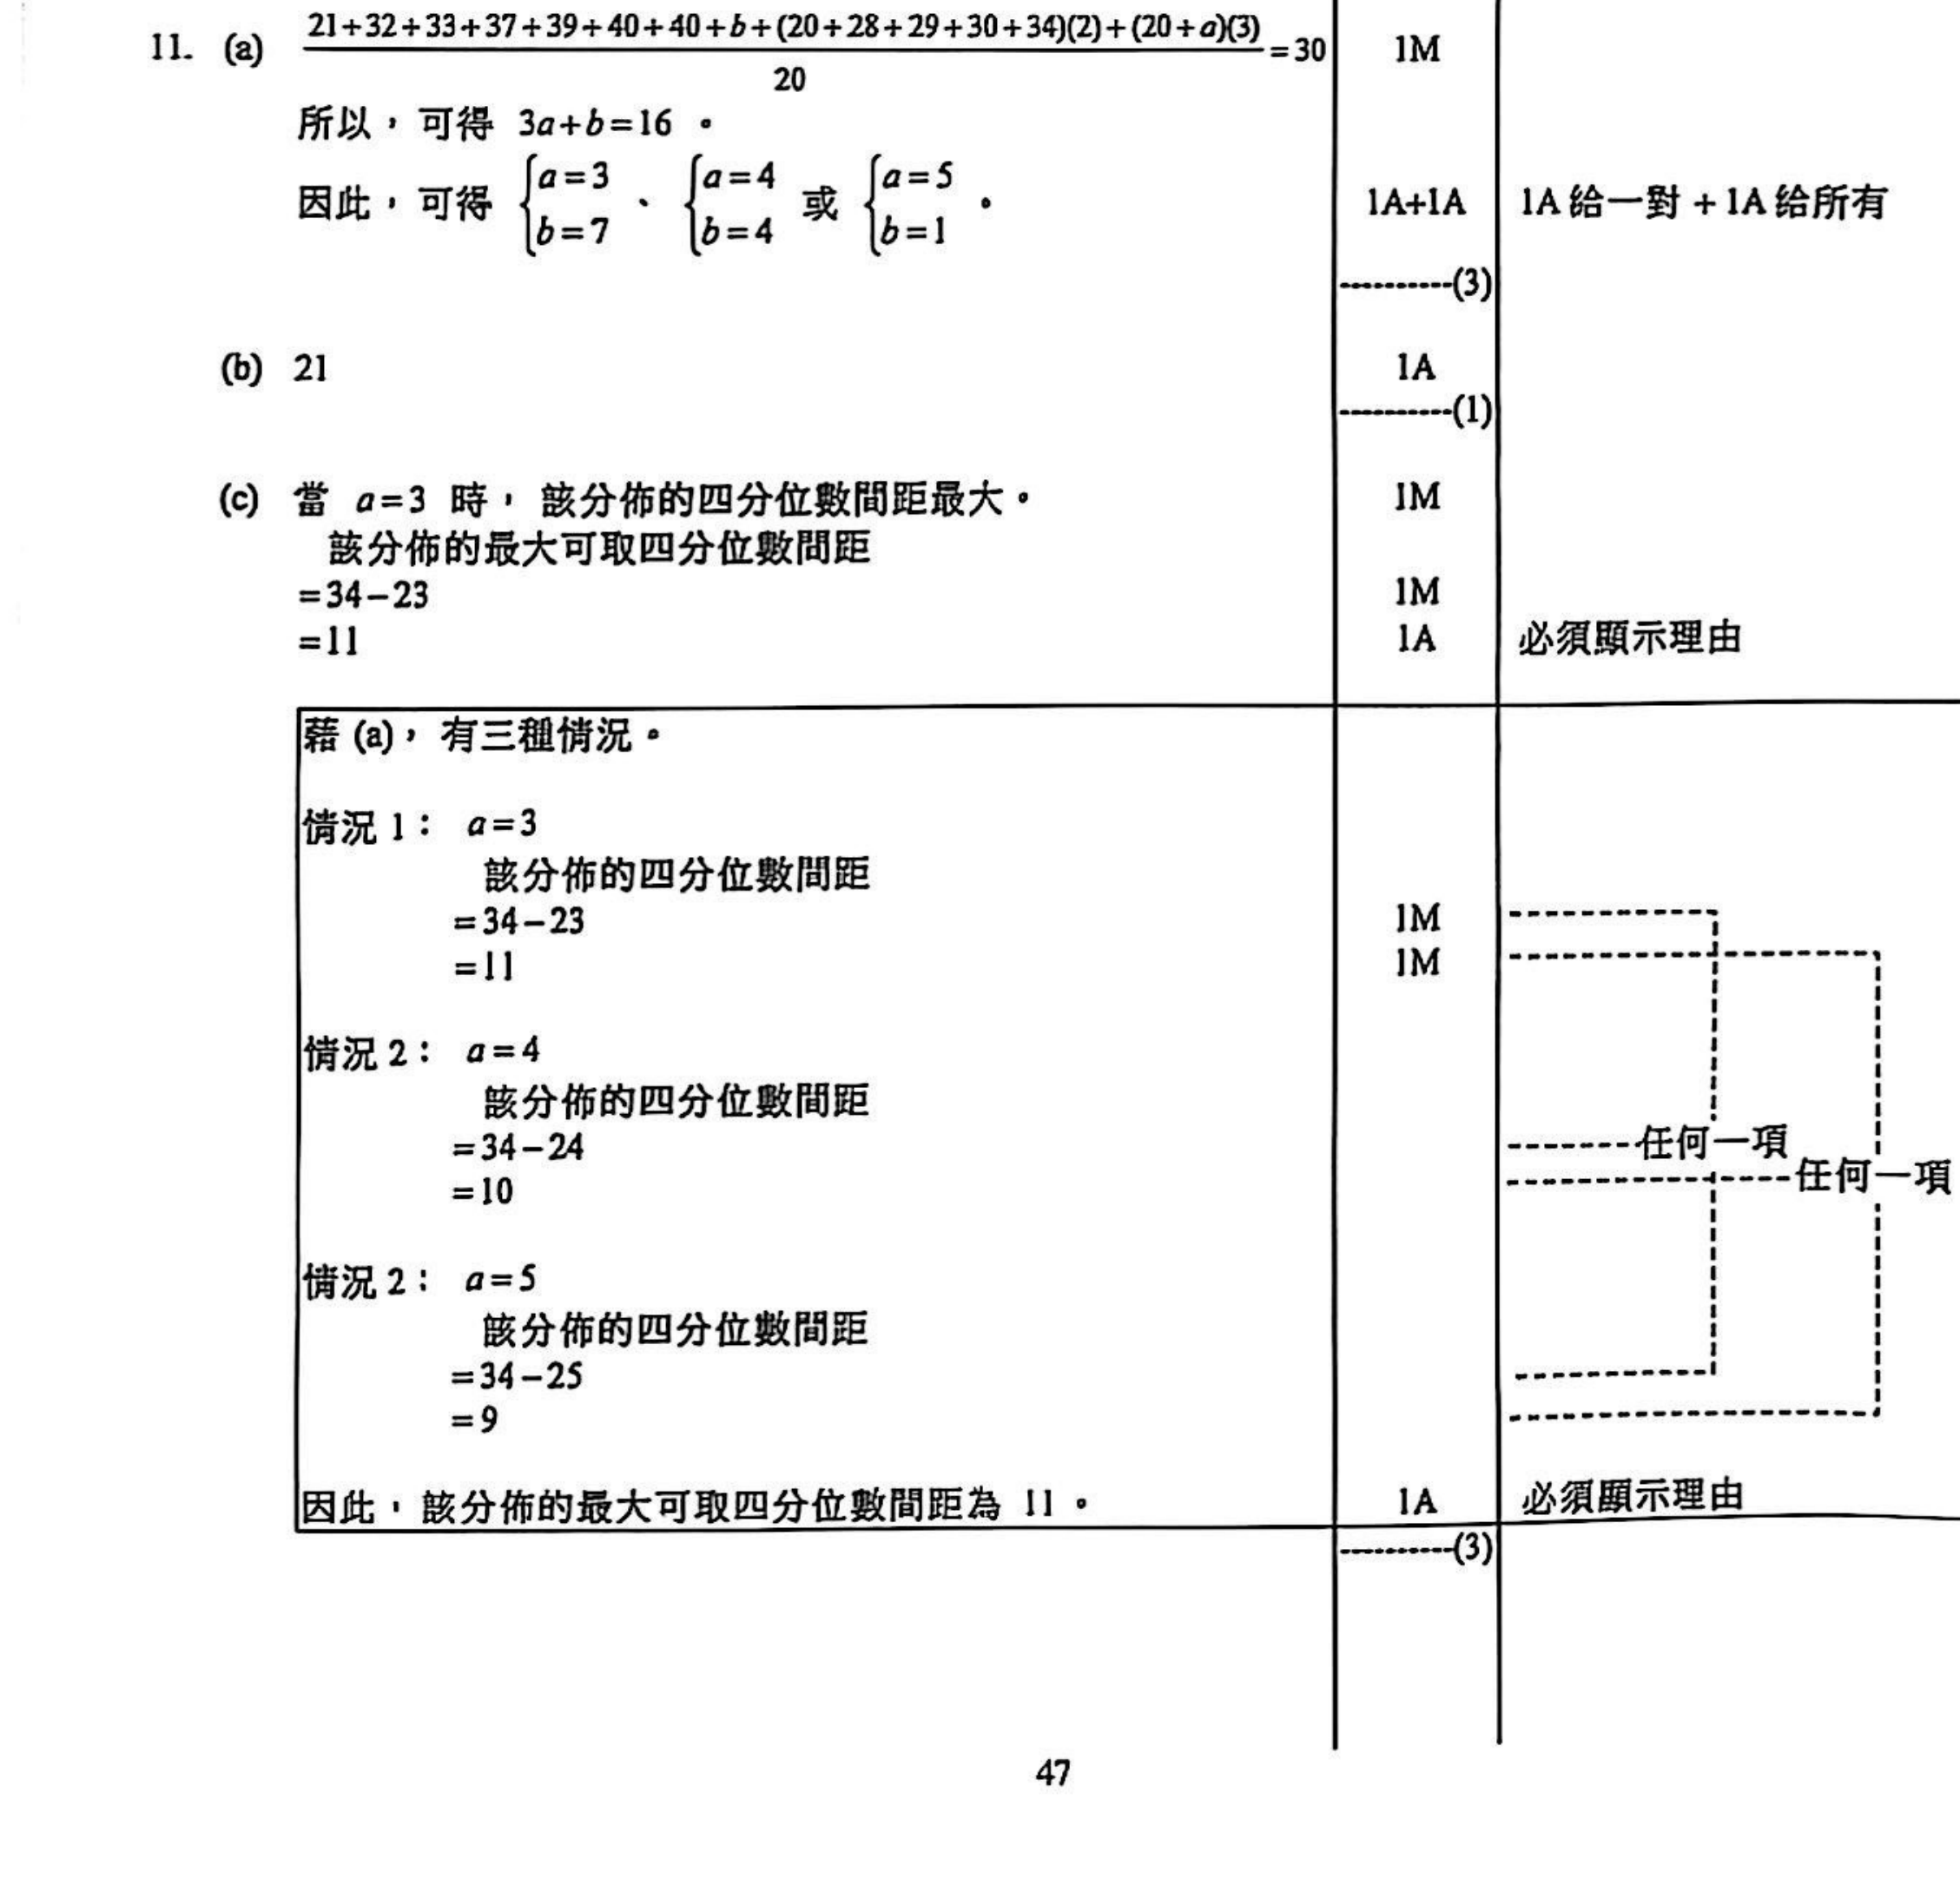 11. (a) \frac{21+32+33+37+39+40+40+b+(20+28+29+30+34)(2)+(20+a)(3)}{20}=30 1M
所以，可得 3a+b=16 。
因此，可得 {a=3 b=7 、 {a=4 b=4 或 {a=5 b=1 。 1A+1A 1A 給一對 + 1A 給所有
----------(3)
(b) 21 1A
----------(1)
(c) 當 a=3 時，該分佈的四分位數間距最大。 1M
該分佈的最大可取四分位數間距
=34−23 1M
=11 1A 必須顯示理由
藉 (a)，有三種情況。
情況 1： a=3
該分佈的四分位數間距
=34−23 1M
=11 1M
情況 2： a=4
該分佈的四分位數間距
=34−24 任何一項
=10 任何一項
情況 2： a=5
該分佈的四分位數間距
=34−25
=9
因此，該分佈的最大可取四分位數間距為 11 。 1A 必須顯示理由
----------(3)
47